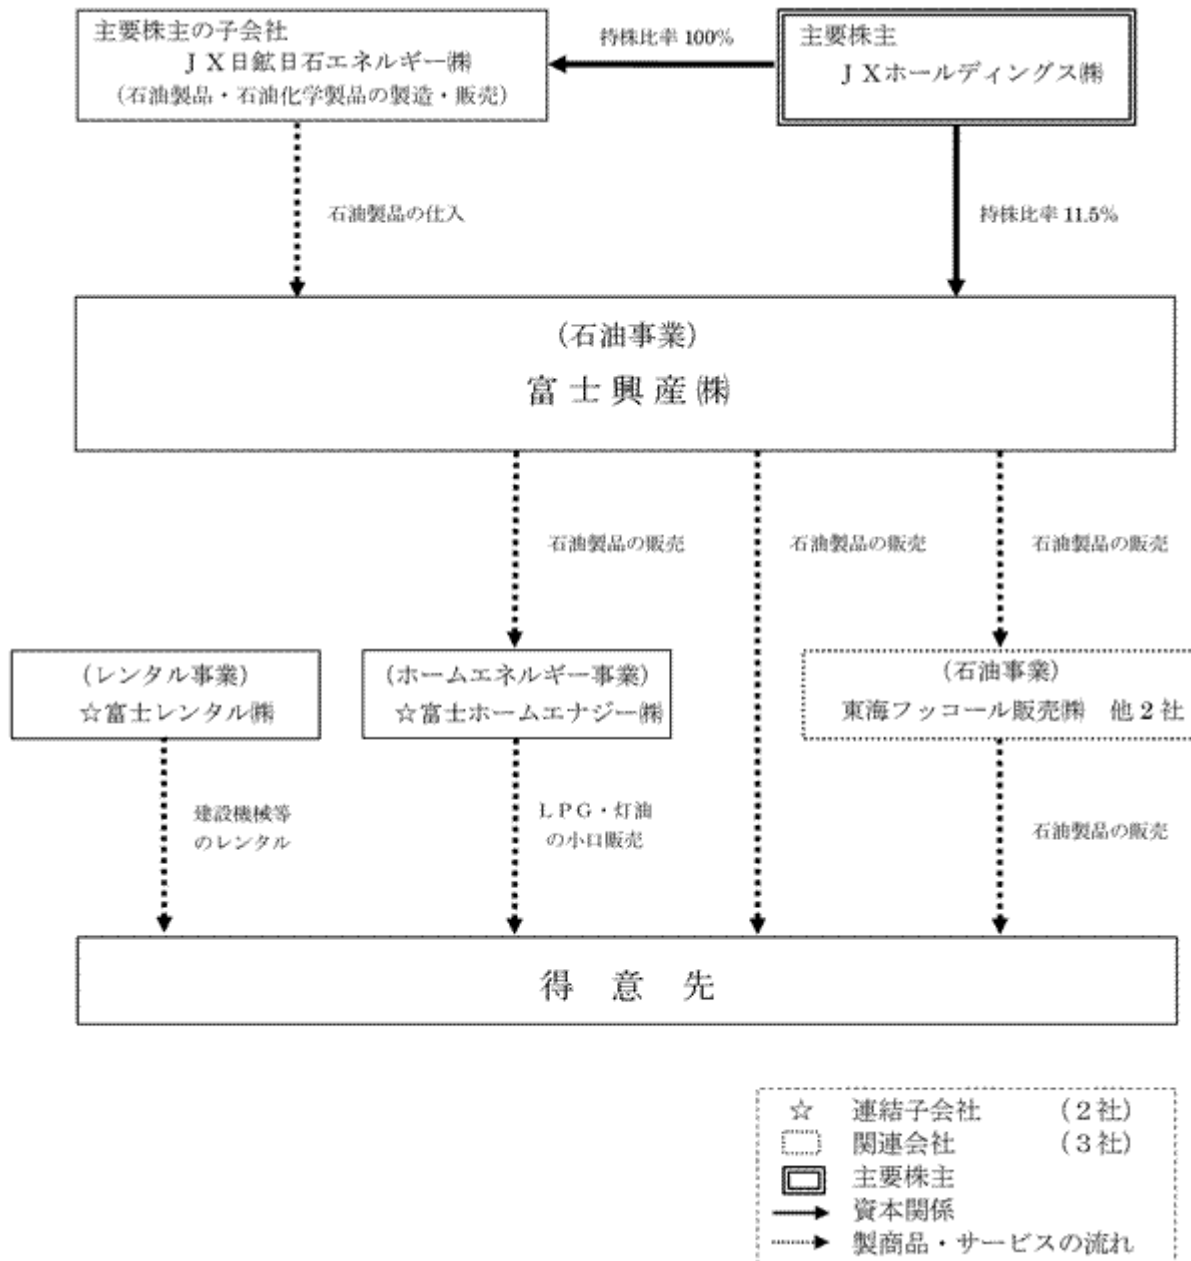 主要株主の子会社
ＪＸ日鉱日石エネルギー㈱
（石油製品・石油化学製品の製造・販売）
持株比率 100%
主要株主
ＪＸホールディングス㈱
石油製品の仕入
持株比率 11.5%
（石油事業）
富士興産㈱
石油製品の販売
石油製品の販売
石油製品の販売
（レンタル事業）
☆富士レンタル㈱
（ホームエネルギー事業）
☆富士ホームエナジー㈱
（石油事業）
東海フッコール販売㈱　他２社
建設機械等
のレンタル
ＬＰＧ・灯油
の小口販売
石油製品の販売
得　意　先
☆　連結子会社　（２社）
関連会社　（３社）
主要株主
資本関係
製商品・サービスの流れ